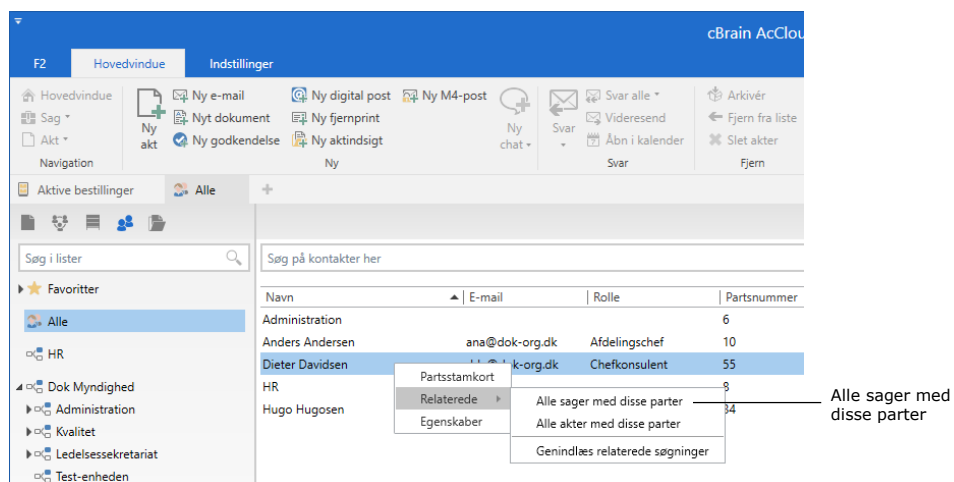 cBrain AcClou
F2 Hovedvindue Indstillinger
Hovedvindue
Sag
Akt
Navigation
Ny akt
Ny e-mail
Nyt dokument
Ny godkendelse
Ny digital post
Ny fjernprint
Ny aktindsigt
Ny M4-post
Ny
Ny chat
Svar
Svar alle
Videresend
Åbn i kalender
Svar
Arkivér
Fjern fra liste
Slet akter
Fjern
Aktive bestillinger Alle
Søg i lister
Favoritter
Alle
HR
Dok Myndighed
Administration
Kvalitet
Ledelsessekretariat
Test-enheden
Søg på kontakter her
Navn E-mail Rolle Partsnummer
Administration 6
Anders Andersen ana@dok-org.dk Afdelingschef 10
Dieter Davidsen k-org.dk Chefkonsulent 55
HR 8
Hugo Hugosen 34
Partsstamkort
Relaterede
Egenskaber
Alle sager med disse parter
Alle akter med disse parter
Genindlæs relaterede søgninger
Alle sager med
disse parter